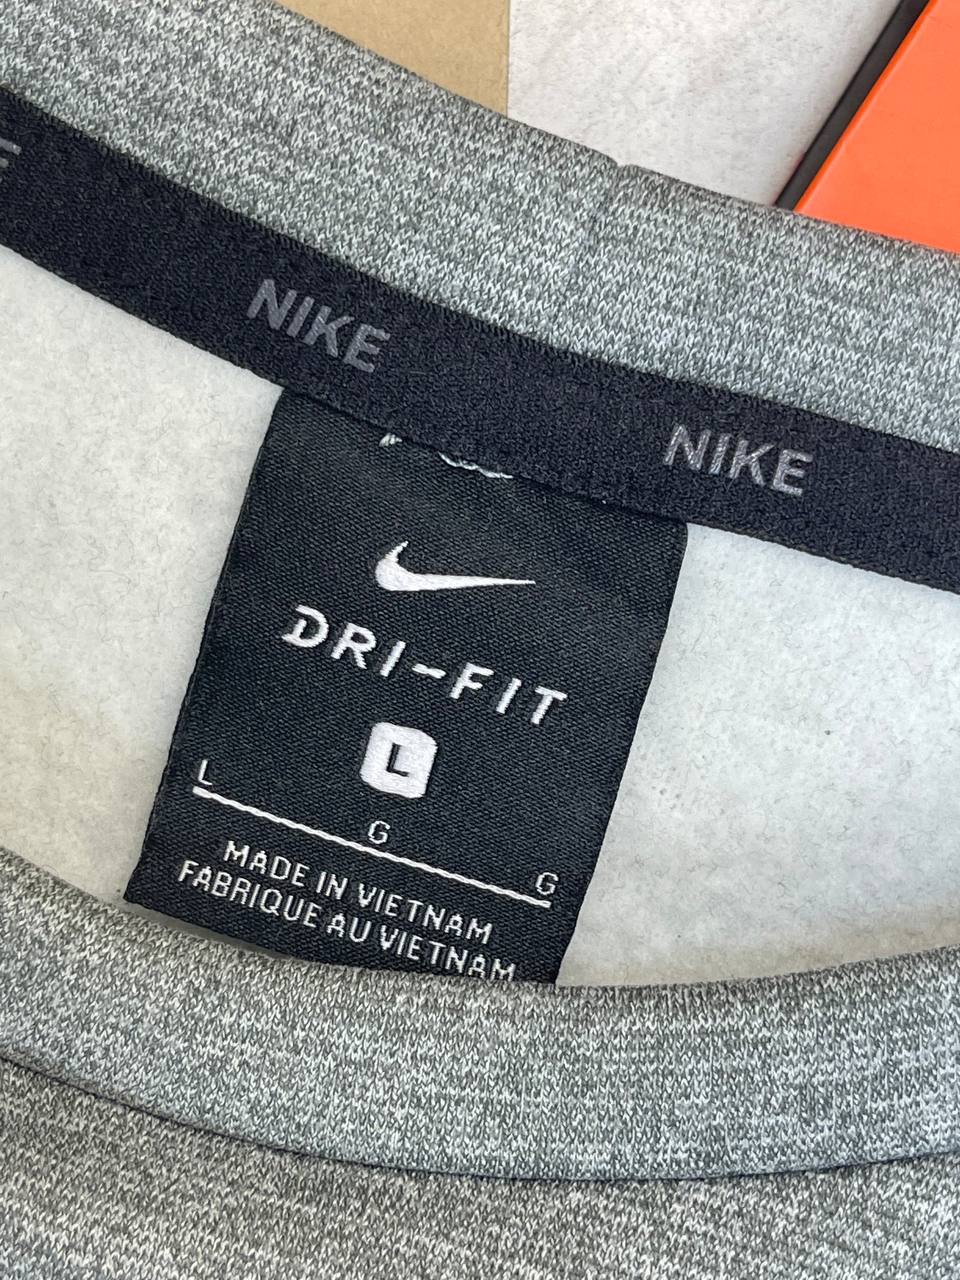 NIKE
NIKE
DRI-FIT
L
L
G
G
MADE IN VIETNAM
FABRIQUE AU VIETNAM